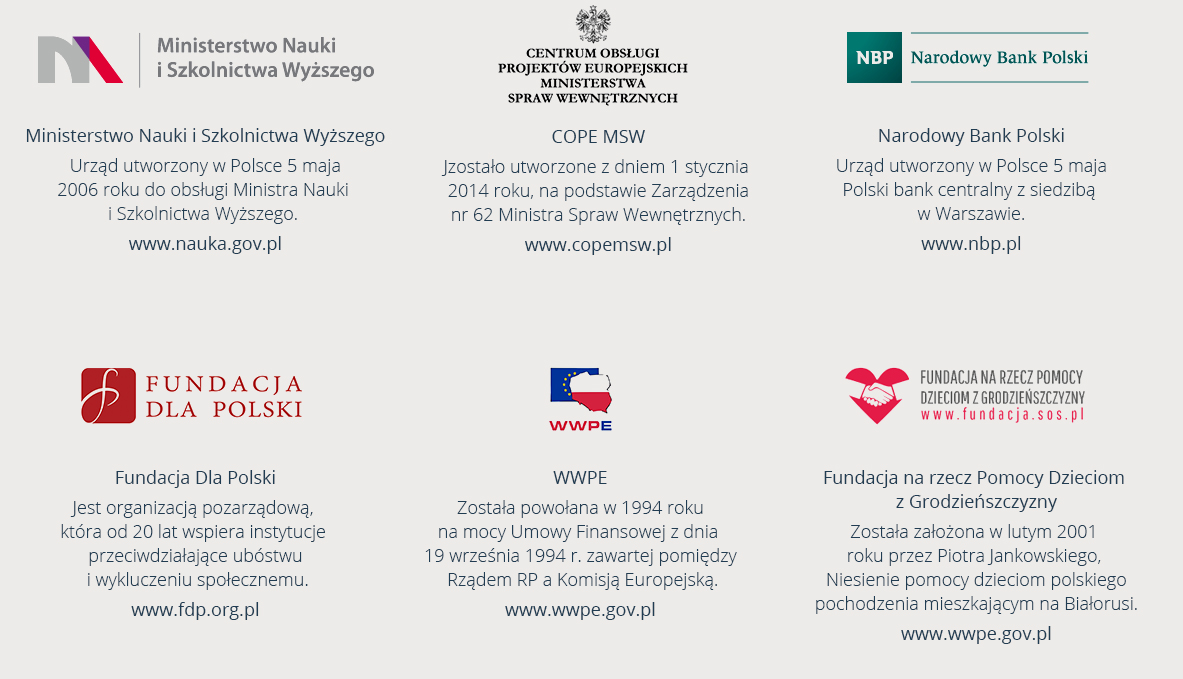 Ministerstwo Nauki
i Szkolnictwa Wyższego
Ministerstwo Nauki i Szkolnictwa Wyższego
Urząd utworzony w Polsce 5 maja
2006 roku do obsługi Ministra Nauki
i Szkolnictwa Wyższego.
www.nauka.gov.pl
CENTRUM OBSŁUGI
PROJEKTÓW EUROPEJSKICH
MINISTERSTWA
SPRAW WEWNĘTRZNYCH
COPE MSW
Jzostało utworzone z dniem 1 stycznia
2014 roku, na podstawie Zarządzenia
nr 62 Ministra Spraw Wewnętrznych.
www.copemsw.pl
NBP
Narodowy Bank Polski
Narodowy Bank Polski
Urząd utworzony w Polsce 5 maja
Polski bank centralny z siedzibą
w Warszawie.
www.nbp.pl
FUNDACJA
DLA POLSKI
Fundacja Dla Polski
Jest organizacją pozarządową,
która od 20 lat wspiera instytucje
przeciwdziałające ubóstwu
i wykluczeniu społecznemu.
www.fdp.org.pl
WWPE
WWPE
Została powołana w 1994 roku
na mocy Umowy Finansowej z dnia
19 września 1994 r. zawartej pomiędzy
Rządem RP a Komisją Europejską.
www.wwpe.gov.pl
FUNDACJA NA RZECZ POMOCY
DZIECIOM Z GRODZIEŃSZCZYZNY
www.fundacja.sos.pl
Fundacja na rzecz Pomocy Dzieciom
z Grodzieńszczyzny
Została założona w lutym 2001
roku przez Piotra Jankowskiego,
Niesienie pomocy dzieciom polskiego
pochodzenia mieszkającym na Białorusi.
www.wwpe.gov.pl